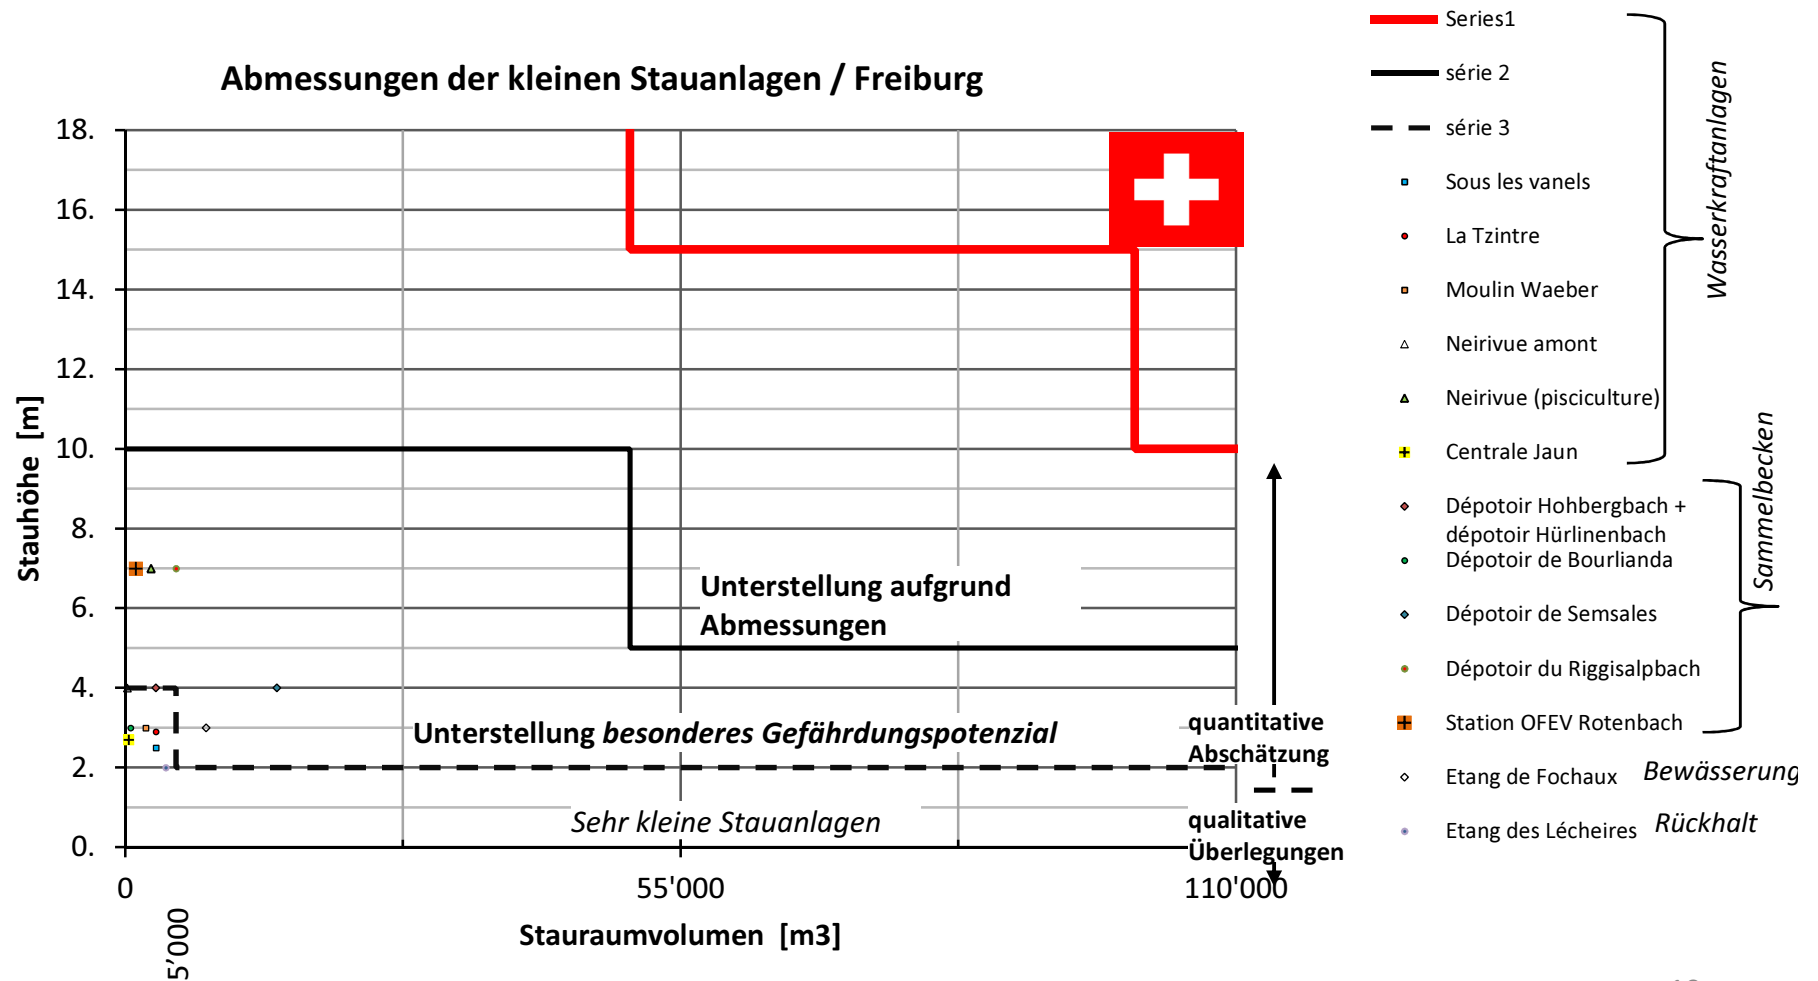 Abmessungen der kleinen Stauanlagen / Freiburg
Stauhöhe [m]
18.
16.
14.
12.
10.
8.
6.
4.
2.
0.
0
5'000
55'000
110'000
Stauraumvolumen [m3]
Unterstellung aufgrund
Abmessungen
Unterstellung besonderes Gefährdungspotenzial
Sehr kleine Stauanlagen
quantitative
Abschätzung
qualitative
Überlegungen
Series1
série 2
série 3
Sous les vanels
La Tzintre
Moulin Waeber
Neirivue amont
Neirivue (pisciculture)
Centrale Jaun
Dépotoir Hohbergbach +
dépotoir Hürlinenbach
Dépotoir de Bourlianda
Dépotoir de Semsales
Dépotoir du Riggisalpbach
Station OFEV Rotenbach
Etang de Fochaux Bewässerung
Etang des Lécheires Rückhalt
Wasserkraftanlagen
Sammelbecken